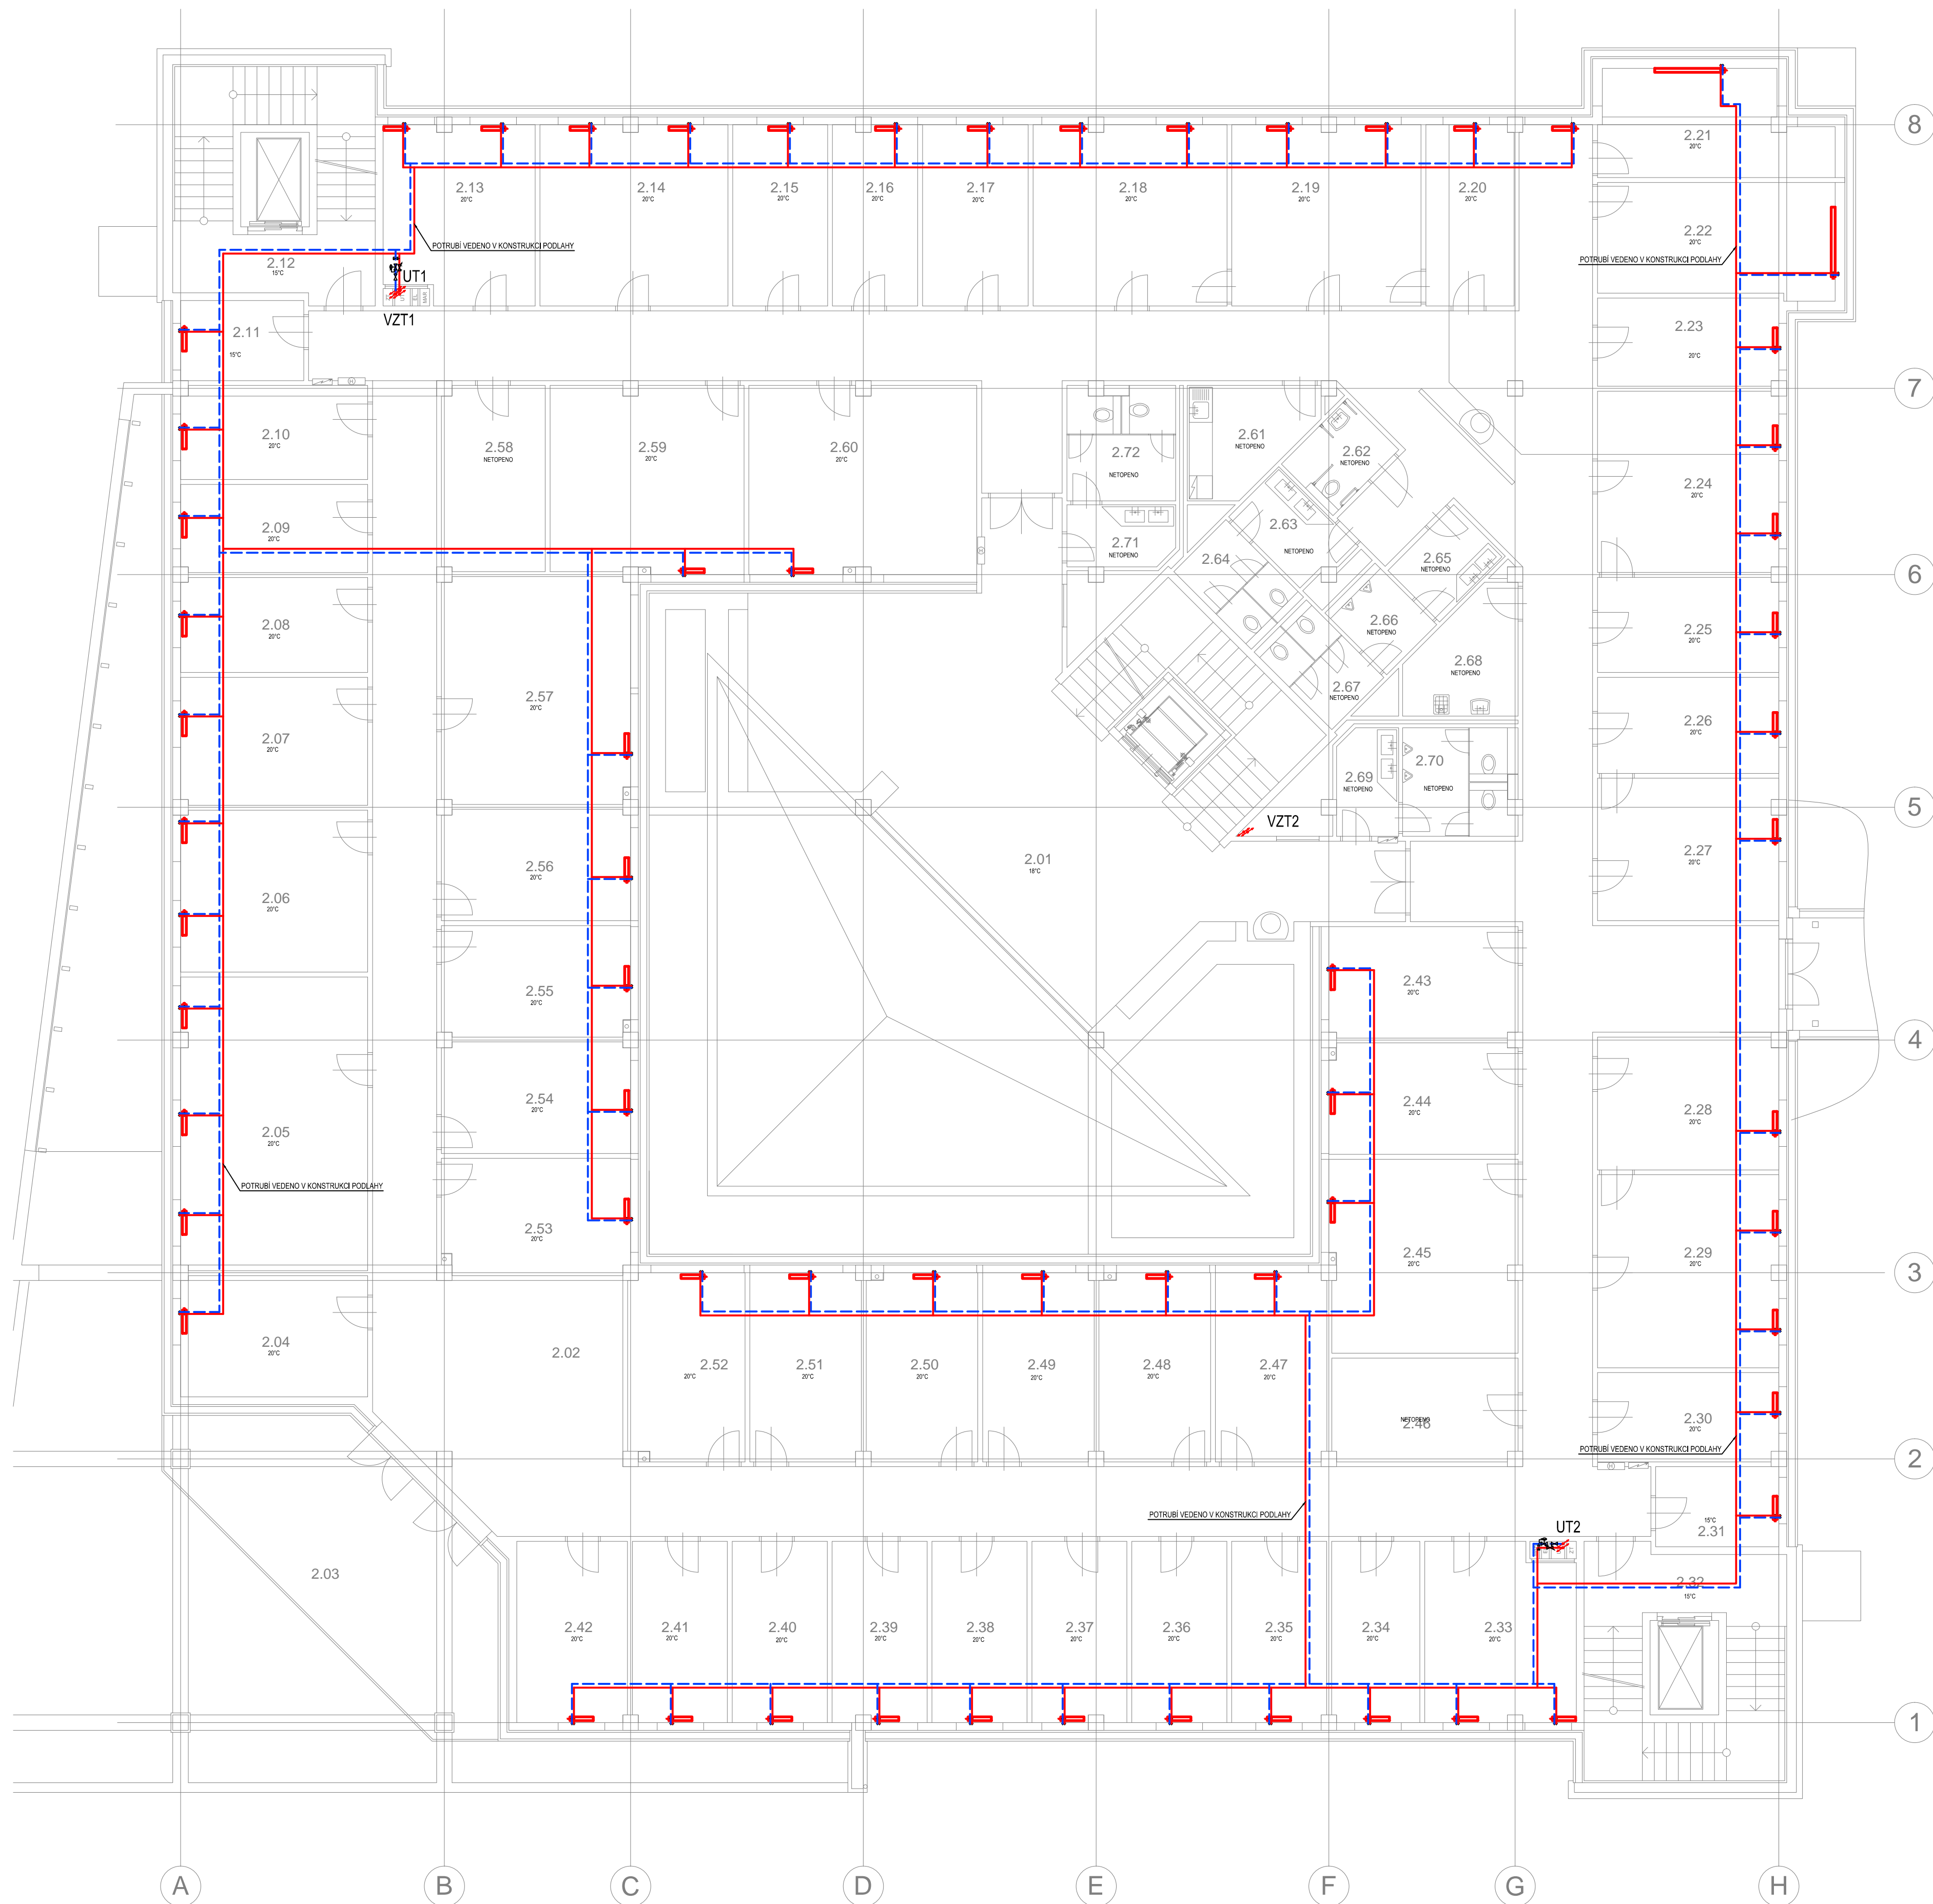 8
2.21
20°C
2.13
20°C
2.14
20°C
2.15
20°C
2.16
20°C
2.17
20°C
2.18
20°C
2.19
20°C
2.20
20°C
2.22
20°C
POTRUBÍ VEDENO V KONSTRUKCI PODLAHY
POTRUBÍ VEDENO V KONSTRUKCI PODLAHY
2.12
15°C
UT1
ZT
UT
EL
MAR
VZT1
2.11
15°C
2.23
20°C
7
2.10
20°C
2.58
NETOPENO
2.59
20°C
2.60
20°C
2.72
NETOPENO
2.61
NETOPENO
2.62
NETOPENO
2.24
20°C
2.09
20°C
2.71
NETOPENO
2.63
NETOPENO
2.64
2.65
NETOPENO
6
2.08
20°C
2.66
NETOPENO
2.25
20°C
2.57
20°C
2.67
NETOPENO
2.68
NETOPENO
2.07
20°C
2.26
20°C
2.69
NETOPENO
2.70
NETOPENO
5
VZT2
2.56
20°C
2.01
18°C
2.27
20°C
2.06
20°C
2.55
20°C
2.43
20°C
4
2.54
20°C
2.44
20°C
2.28
20°C
2.05
20°C
POTRUBÍ VEDENO V KONSTRUKCI PODLAHY
2.53
20°C
2.45
20°C
2.29
20°C
3
2.04
20°C
2.02
2.52
20°C
2.51
20°C
2.50
20°C
2.49
20°C
2.48
20°C
2.47
20°C
NETOPENO
2.46
2.30
20°C
POTRUBÍ VEDENO V KONSTRUKCI PODLAHY
2
POTRUBÍ VEDENO V KONSTRUKCI PODLAHY
UT2
ZT
15°C
2.31
2.03
2.32
15°C
2.42
20°C
2.41
20°C
2.40
20°C
2.39
20°C
2.38
20°C
2.37
20°C
2.36
20°C
2.35
20°C
2.34
20°C
2.33
20°C
1
A
B
C
D
E
F
G
H